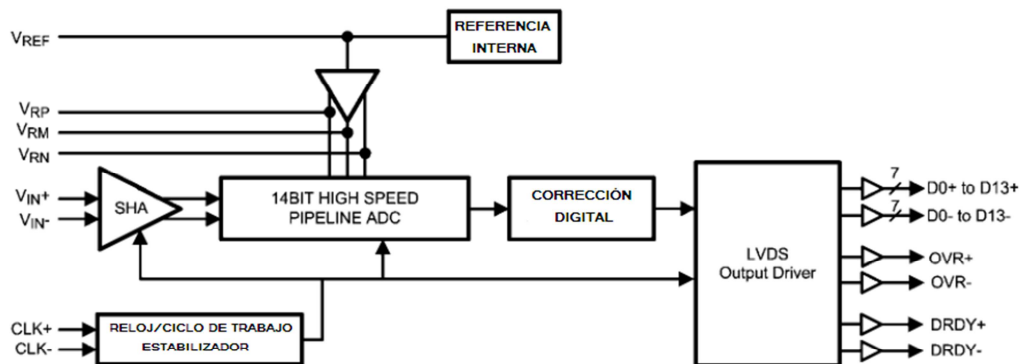 VREF
REFERENCIA
INTERNA
VRP
VRM
VRN
VIN+
VIN-
SHA
14BIT HIGH SPEED
PIPELINE ADC
CORRECCIÓN
DIGITAL
LVDS
Output Driver
7
D0+ to D13+
7
D0- to D13-
OVR+
OVR-
DRDY+
DRDY-
CLK+
CLK-
RELOJ/CICLO DE TRABAJO
ESTABILIZADOR